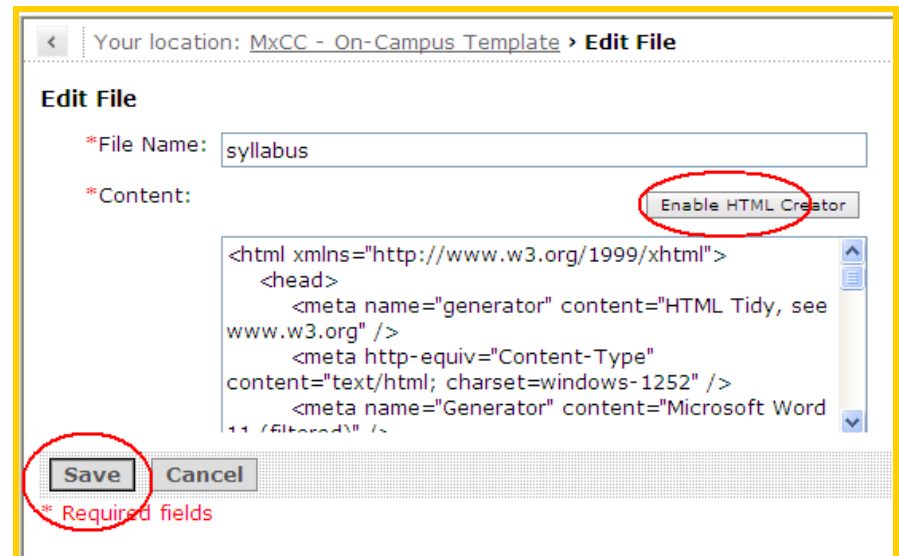 Your location: MxCC - On-Campus Template › Edit File
Edit File
*File Name: syllabus
*Content:
Enable HTML Creator
<html xmlns="http://www.w3.org/1999/xhtml">
<head>
<meta name="generator" content="HTML Tidy, see
www.w3.org" />
<meta http-equiv="Content-Type"
content="text/html; charset=windows-1252" />
<meta name="Generator" content="Microsoft Word
11 (filtered)" />
Save Cancel
* Required fields